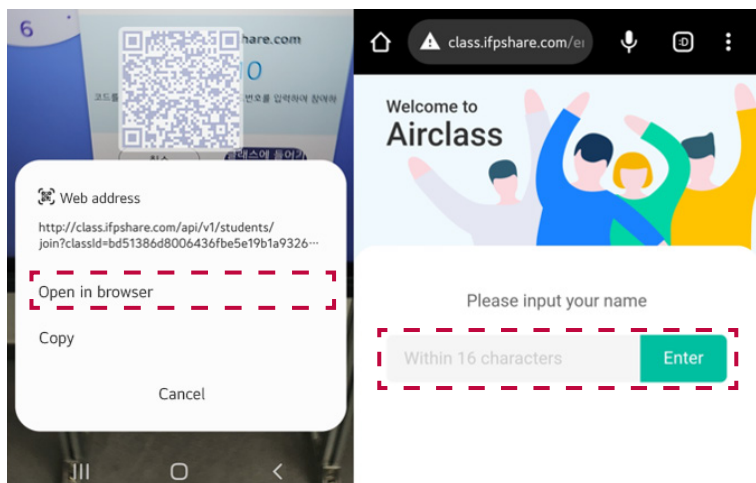 6
hare.com
10
코드를
번호를 입력하여 참여하
취소
클래스에 들어가
Web address
http://class.ifpshare.com/api/v1/students/
join?classId=bd51386d8006436fbe5e19b1a9326...
Open in browser
Copy
Cancel
class.ifpshare.com/e
:D
Welcome to
Airclass
Please input your name
Within 16 characters
Enter